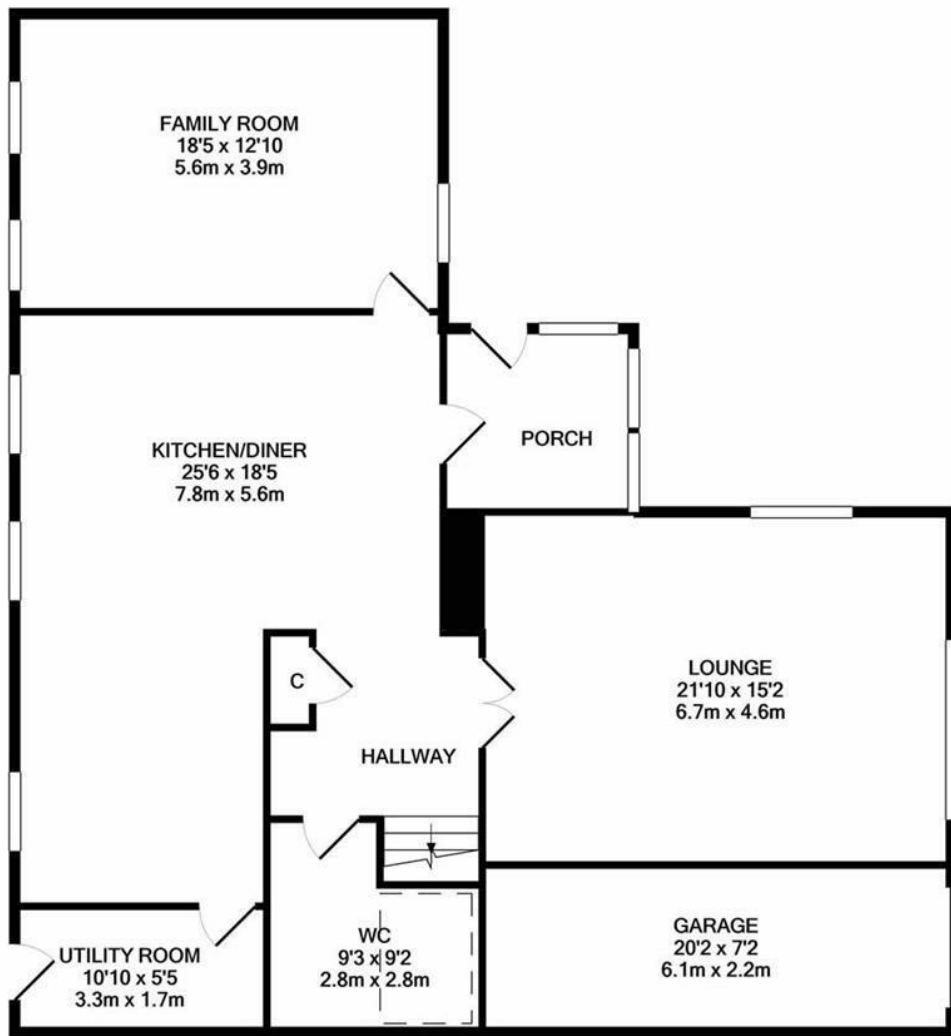 FAMILY ROOM
18'5 x 12'10
5.6m x 3.9m
KITCHEN/DINER
25'6 x 18'5
7.8m x 5.6m
PORCH
C
HALLWAY
LOUNGE
21'10 x 15'2
6.7m x 4.6m
UTILITY ROOM
10'10 x 5'5
3.3m x 1.7m
WC
9'3 x 9'2
2.8m x 2.8m
GARAGE
20'2 x 7'2
6.1m x 2.2m